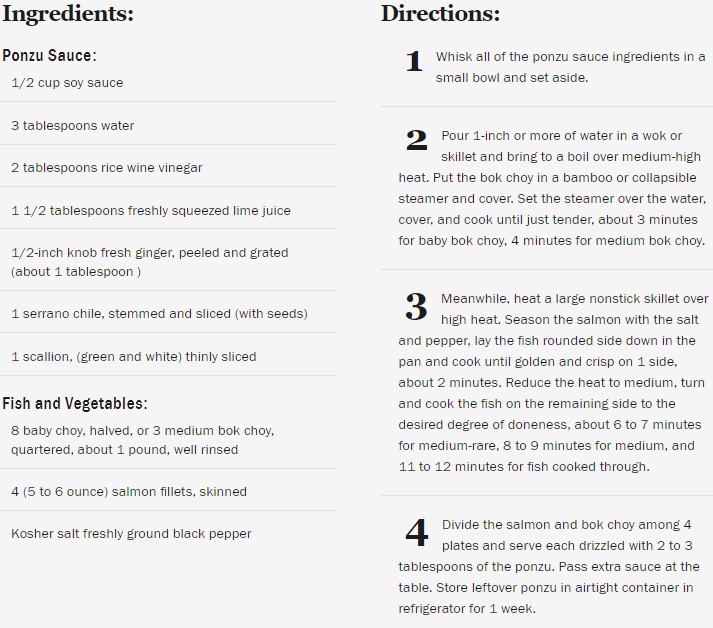 Ingredients:
Ponzu Sauce:
1/2 cup soy sauce
3 tablespoons water
2 tablespoons rice wine vinegar
1 1/2 tablespoons freshly squeezed lime juice
1/2-inch knob fresh ginger, peeled and grated
(about 1 tablespoon )
1 serrano chile, stemmed and sliced (with seeds)
1 scallion, (green and white) thinly sliced
Fish and Vegetables:
8 baby choy, halved, or 3 medium bok choy,
quartered, about 1 pound, well rinsed
4 (5 to 6 ounce) salmon fillets, skinned
Kosher salt freshly ground black pepper
Directions:
1 Whisk all of the ponzu sauce ingredients in a
small bowl and set aside.
2 Pour 1-inch or more of water in a wok or
skillet and bring to a boil over medium-high
heat. Put the bok choy in a bamboo or collapsible
steamer and cover. Set the steamer over the water,
cover, and cook until just tender, about 3 minutes
for baby bok choy, 4 minutes for medium bok choy.
3 Meanwhile, heat a large nonstick skillet over
high heat. Season the salmon with the salt
and pepper, lay the fish rounded side down in the
pan and cook until golden and crisp on 1 side,
about 2 minutes. Reduce the heat to medium, turn
and cook the fish on the remaining side to the
desired degree of doneness, about 6 to 7 minutes
for medium-rare, 8 to 9 minutes for medium, and
11 to 12 minutes for fish cooked through.
4 Divide the salmon and bok choy among 4
plates and serve each drizzled with 2 to 3
tablespoons of the ponzu. Pass extra sauce at the
table. Store leftover ponzu in airtight container in
refrigerator for 1 week.